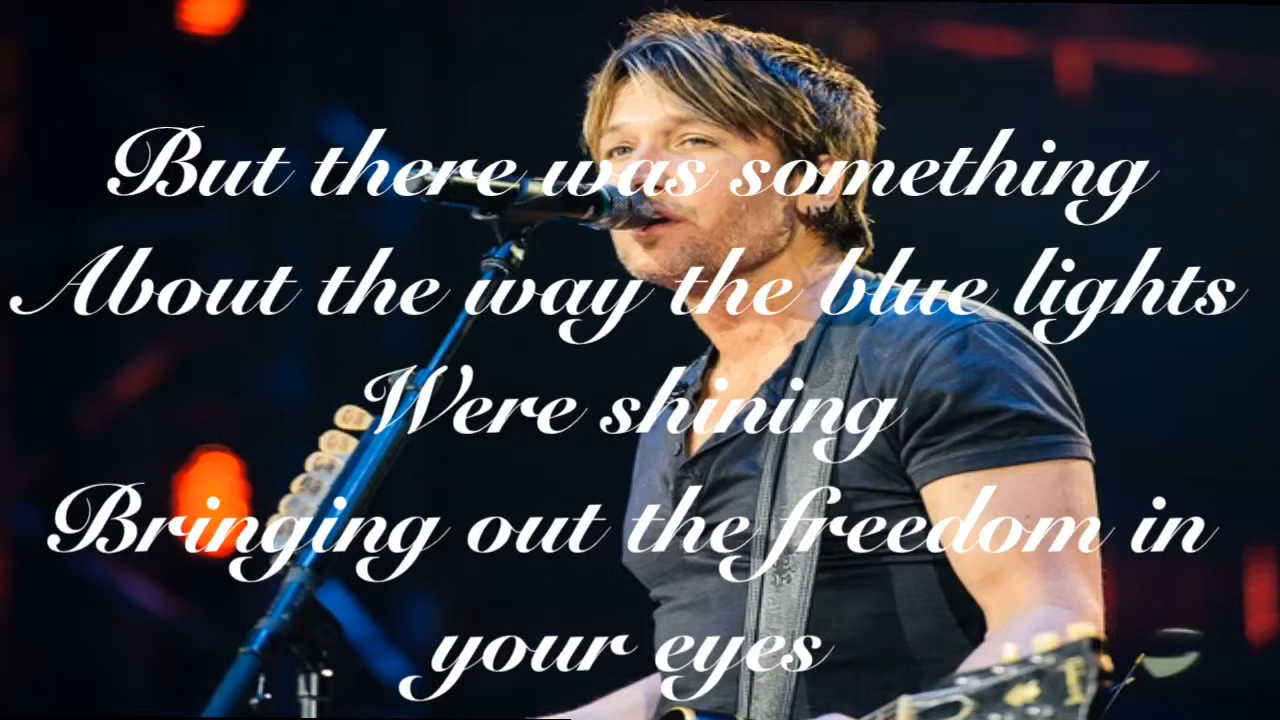 But there was something
About the way the blue lights
Were shining
Bringing out the freedom in
your eyes